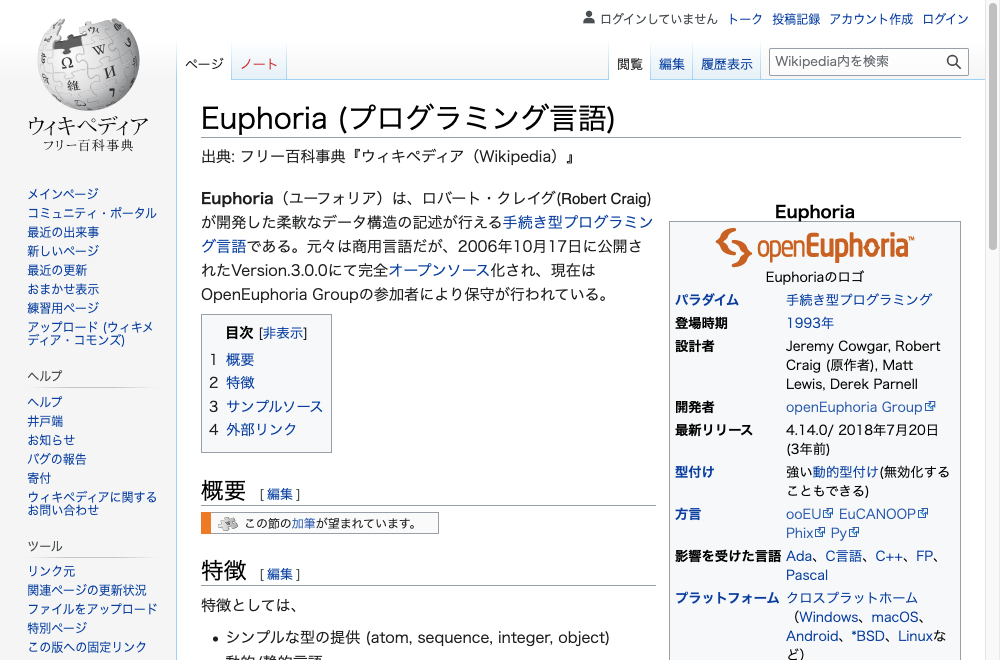 ログインしていません トーク 投稿記録 アカウント作成 ログイン
ページ ノート 閲覧 編集 履歴表示 Wikipedia内を検索
ウィキペディア
フリー百科事典
メインページ
コミュニティ・ポータル
最近の出来事
新しいページ
最近の更新
おまかせ表示
練習用ページ
アップロード (ウィキメ
ディア・コモンズ)
ヘルプ
ヘルプ
井戸端
お知らせ
バグの報告
寄付
ウィキペディアに関する
お問い合わせ
ツール
リンク元
関連ページの更新状況
ファイルをアップロード
特別ページ
この版への固定リンク
Euphoria (プログラミング言語)
出典: フリー百科事典『ウィキペディア（Wikipedia）』
Euphoria（ユーフォリア）は、ロバート・クレイグ(Robert Craig)
が開発した柔軟なデータ構造の記述が行える手続き型プログラミン
グ言語である。元々は商用言語だが、2006年10月17日に公開さ
れたVersion.3.0.0にて完全オープンソース化され、現在は
OpenEuphoria Groupの参加者により保守が行われている。
目次 [非表示]
1 概要
2 特徴
3 サンプルソース
4 外部リンク
概要 [編集]
この節の加筆が望まれています。
特徴 [編集]
特徴としては、
• シンプルな型の提供 (atom, sequence, integer, object)
動的/静的言語
Euphoria
openEuphoria™
Euphoriaのロゴ
パラダイム 手続き型プログラミング
登場時期 1993年
設計者 Jeremy Cowgar, Robert
Craig (原作者), Matt
Lewis, Derek Parnell
開発者 openEuphoria Group
最新リリース 4.14.0/ 2018年7月20日
(3年前)
型付け 強い動的型付け(無効化する
こともできる)
方言 ooEU EuCANOOP
Phix Py
影響を受けた言語 Ada、C言語、C++、FP、
Pascal
プラットフォーム クロスプラットホーム
（Windows、macOS、
Android、*BSD、Linuxな
ど）